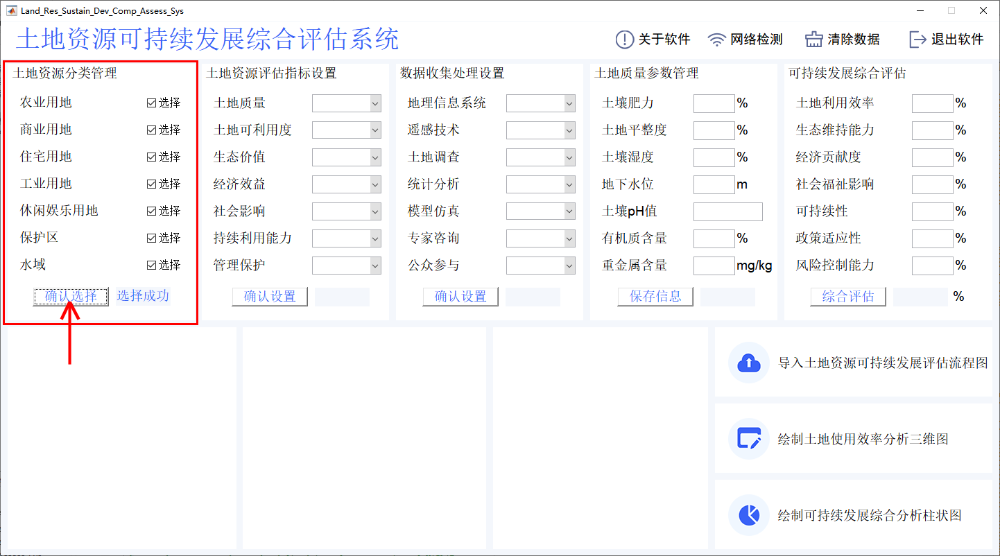 Land_Res_Sustain_Dev_Comp_Assess_Sys
土地资源可持续发展综合评估系统
关于软件
网络检测
清除数据
退出软件
土地资源分类管理
农业用地 选择
商业用地 选择
住宅用地 选择
工业用地 选择
休闲娱乐用地 选择
保护区 选择
水域 选择
确认选择 选择成功
土地资源评估指标设置
土地质量
土地可利用度
生态价值
经济效益
社会影响
持续利用能力
管理保护
确认设置
数据收集处理设置
地理信息系统
遥感技术
土地调查
统计分析
模型仿真
专家咨询
公众参与
确认设置
土地质量参数管理
土壤肥力 %
土地平整度 %
土壤湿度 %
地下水位 m
土壤pH值
有机质含量 %
重金属含量 mg/kg
保存信息
可持续发展综合评估
土地利用效率 %
生态维持能力 %
经济贡献度 %
社会福祉影响 %
可持续性 %
政策适应性 %
风险控制能力 %
综合评估 %
导入土地资源可持续发展评估流程图
绘制土地使用效率分析三维图
绘制可持续发展综合分析柱状图